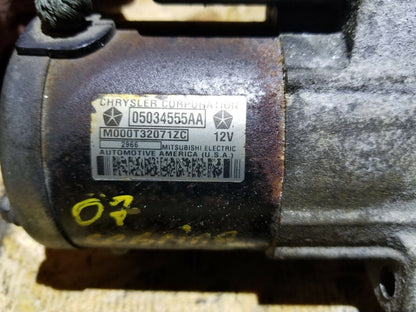 CHRYSLER CORPORATION
05034555AA
M000T32071ZC 12V
2966 MITSUBISHI ELECTRIC
AUTOMOTIVE AMERICA (U.S.A.)
07